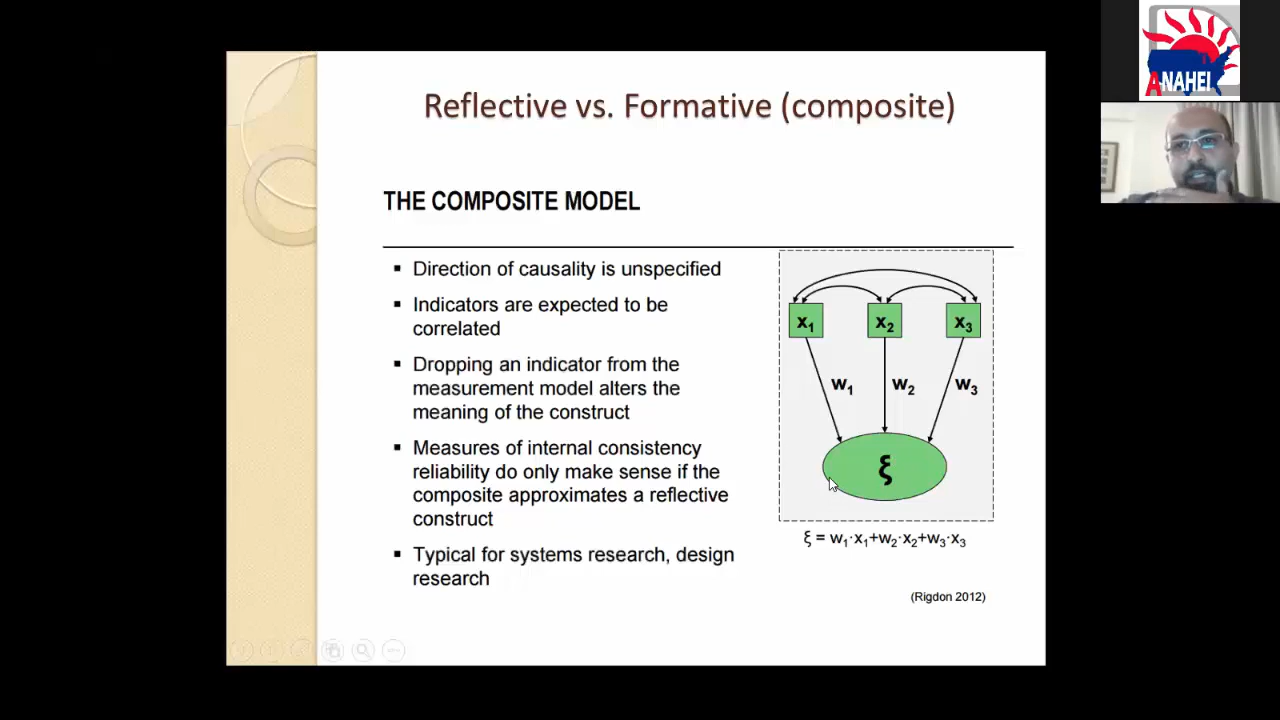 Reflective vs. Formative (composite)
THE COMPOSITE MODEL
▪ Direction of causality is unspecified
▪ Indicators are expected to be
correlated
▪ Dropping an indicator from the
measurement model alters the
meaning of the construct
▪ Measures of internal consistency
reliability do only make sense if the
composite approximates a reflective
construct
▪ Typical for systems research, design
research
x₁ x₂ x₃
w₁ w₂ w₃
ξ
ξ = w₁·x₁+w₂·x₂+w₃·x₃
(Rigdon 2012)
ANAHEI